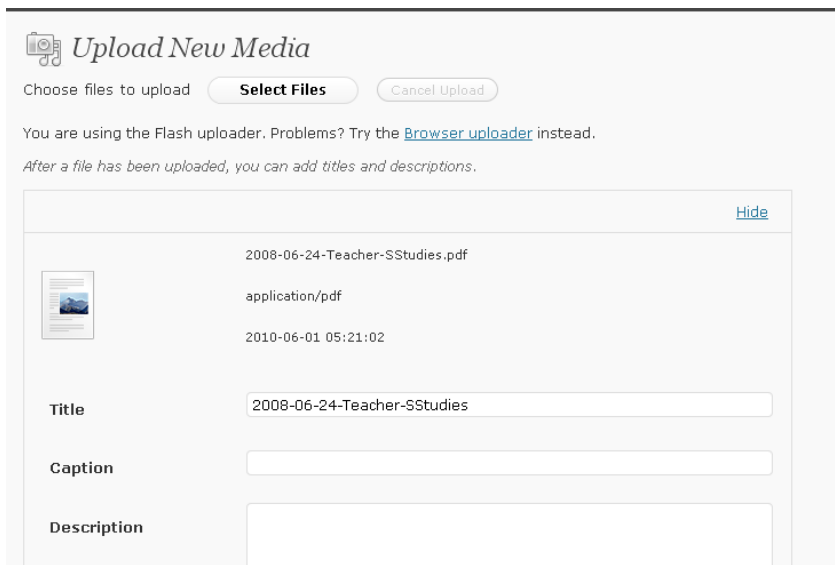 Upload New Media
Choose files to upload Select Files Cancel Upload
You are using the Flash uploader. Problems? Try the Browser uploader instead.
After a file has been uploaded, you can add titles and descriptions.
Hide
2008-06-24-Teacher-SStudies.pdf
application/pdf
2010-06-01 05:21:02
Title 2008-06-24-Teacher-SStudies
Caption
Description